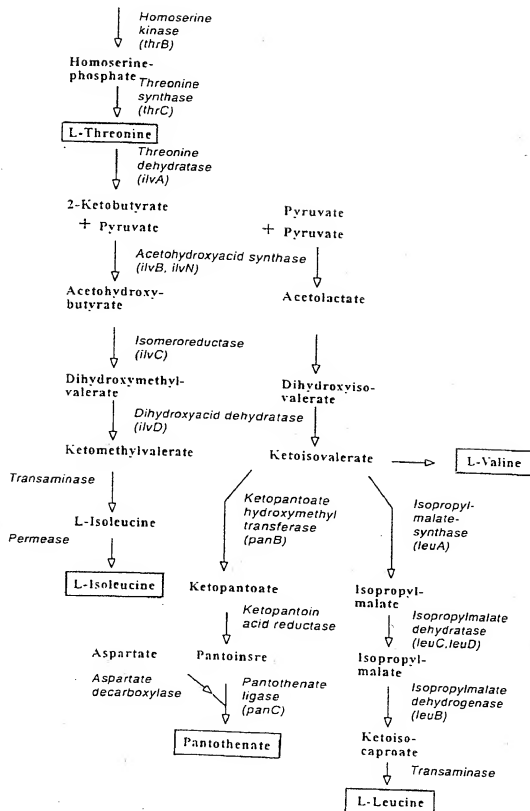 Homoserine
kinase
(thrB)
Homoserine-
phosphate
Threonine
synthase
(thrC)
L-Threonine
Threonine
dehydratase
(ilvA)
2-Ketobutyrate
+ Pyruvate
Pyruvate
+ Pyruvate
Acetohydroxyacid synthase
(ilvB, ilvN)
Acetohydroxy-
butyrate
Acetolactate
Isomeroreductase
(ilvC)
Dihydroxymethyl-
valerate
Dihydroxyiso-
valerate
Dihydroxyacid dehydratase
(ilvD)
Ketomethylvalerate
Ketoisovalerate
L-Valine
Transaminase
L-Isoleucine
Permease
L-Isoleucine
Ketopantoate
hydroxymethyl
transferase
(panB)
Isopropyl-
malate-
synthase
(leuA)
Ketopantoate
Isopropyl-
malate
Ketopantoin
acid reductase
Isopropylmalate
dehydratase
(leuC,leuD)
Aspartate
Pantoinsre
Isopropyl-
malate
Aspartate
decarboxylase
Pantothenate
ligase
(panC)
Isopropylmalate
dehydrogenase
(leuB)
Pantothenate
Ketoiso-
caproate
Transaminase
L-Leucine